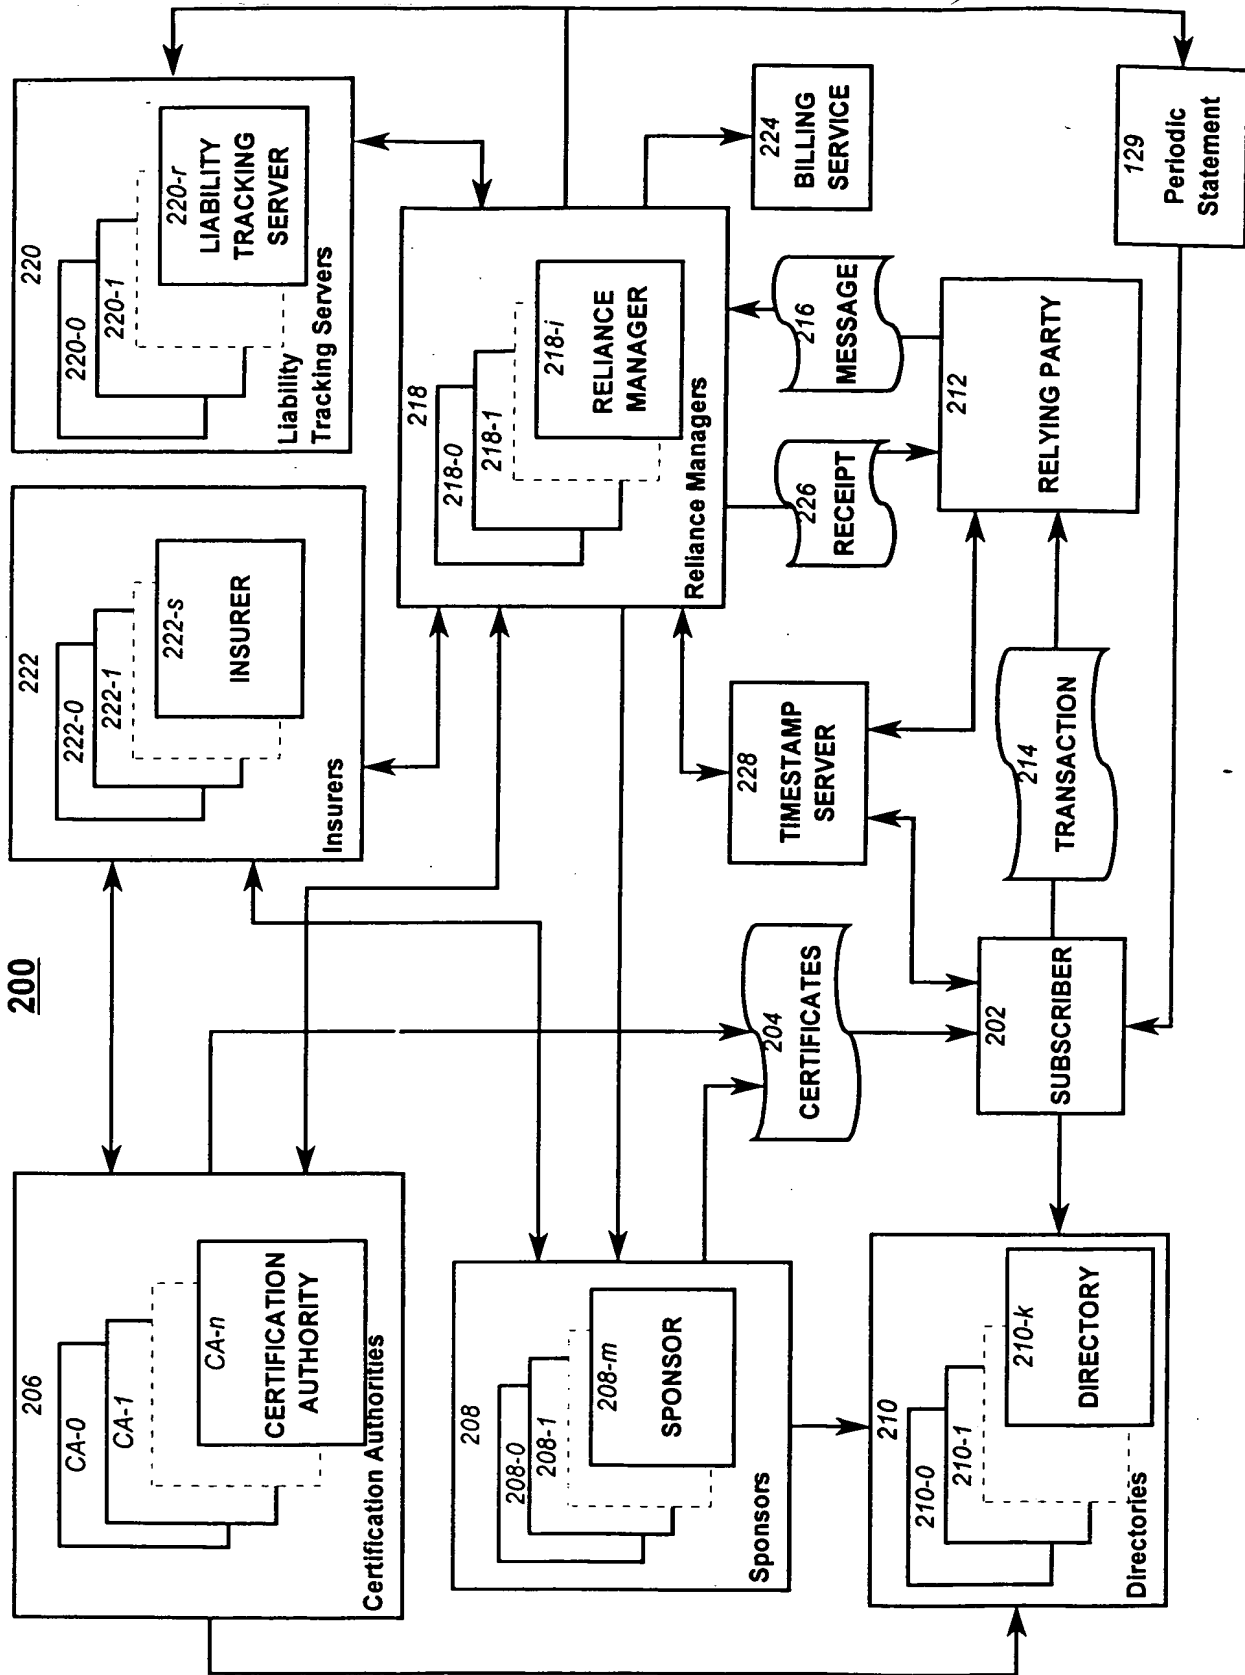 200
206
CA-0
CA-1
CA-n
CERTIFICATION
AUTHORITY
Certification Authorities
222
222-0
222-1
222-s
INSURER
Insurers
220
220-0
220-1
220-r
LIABILITY
TRACKING
SERVER
Liability
Tracking Servers
208
208-0
208-1
208-m
SPONSOR
Sponsors
218
218-0
218-1
218-i
RELIANCE
MANAGER
Reliance Managers
204
CERTIFICATES
228
TIMESTAMP
SERVER
226
RECEIPT
216
MESSAGE
224
BILLING
SERVICE
210
210-0
210-1
210-k
DIRECTORY
Directories
202
SUBSCRIBER
214
TRANSACTION
212
RELYING PARTY
129
Periodic
Statement